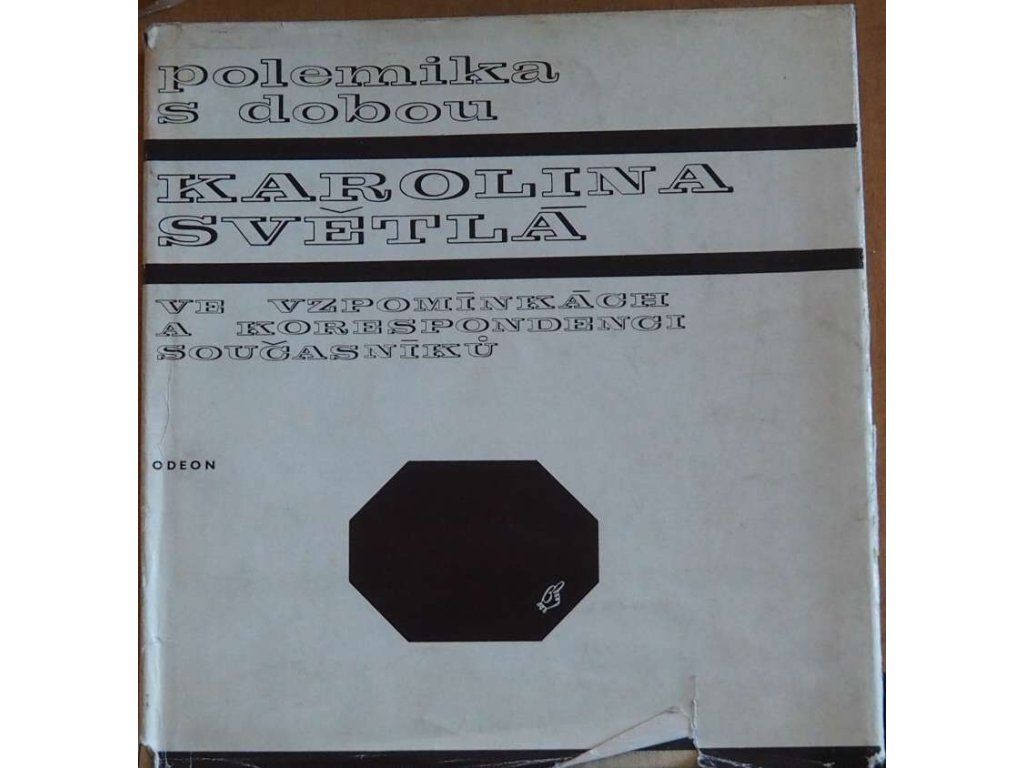 polemika
s dobou
KAROLINA
SVĚTLÁ
VE VZPOMÍNKÁCH
A KORESPONDENCI
SOUČASNÍKŮ
ODEON